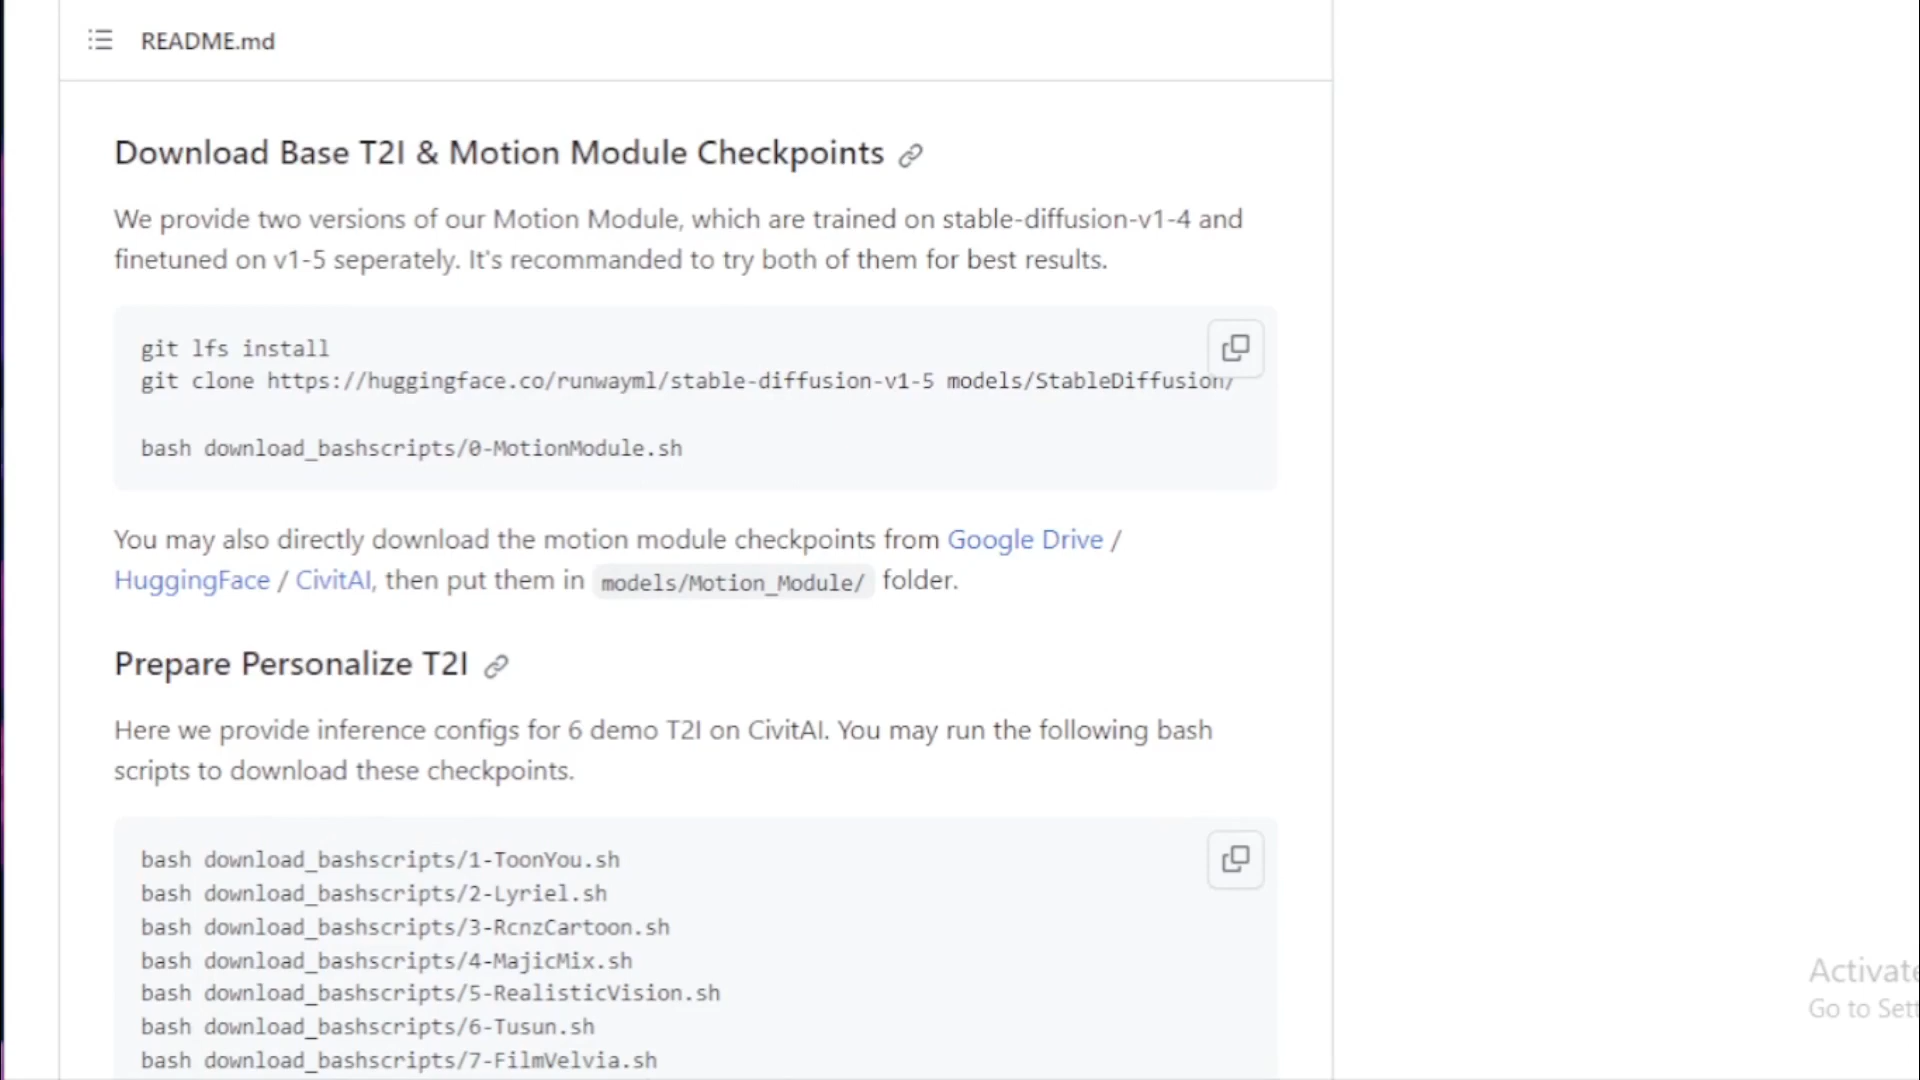 README.md
Download Base T2I & Motion Module Checkpoints
We provide two versions of our Motion Module, which are trained on stable-diffusion-v1-4 and
finetuned on v1-5 seperately. It's recommanded to try both of them for best results.
git lfs install
git clone https://huggingface.co/runwayml/stable-diffusion-v1-5 models/StableDiffusion/
bash download_bashscripts/0-MotionModule.sh
You may also directly download the motion module checkpoints from Google Drive /
HuggingFace / CivitAI, then put them in models/Motion_Module/ folder.
Prepare Personalize T2I
Here we provide inference configs for 6 demo T2I on CivitAI. You may run the following bash
scripts to download these checkpoints.
bash download_bashscripts/1-ToonYou.sh
bash download_bashscripts/2-Lyriel.sh
bash download_bashscripts/3-RcnzCartoon.sh
bash download_bashscripts/4-MajicMix.sh
bash download_bashscripts/5-RealisticVision.sh
bash download_bashscripts/6-Tusun.sh
bash download_bashscripts/7-FilmVelvia.sh
Activate
Go to Sett